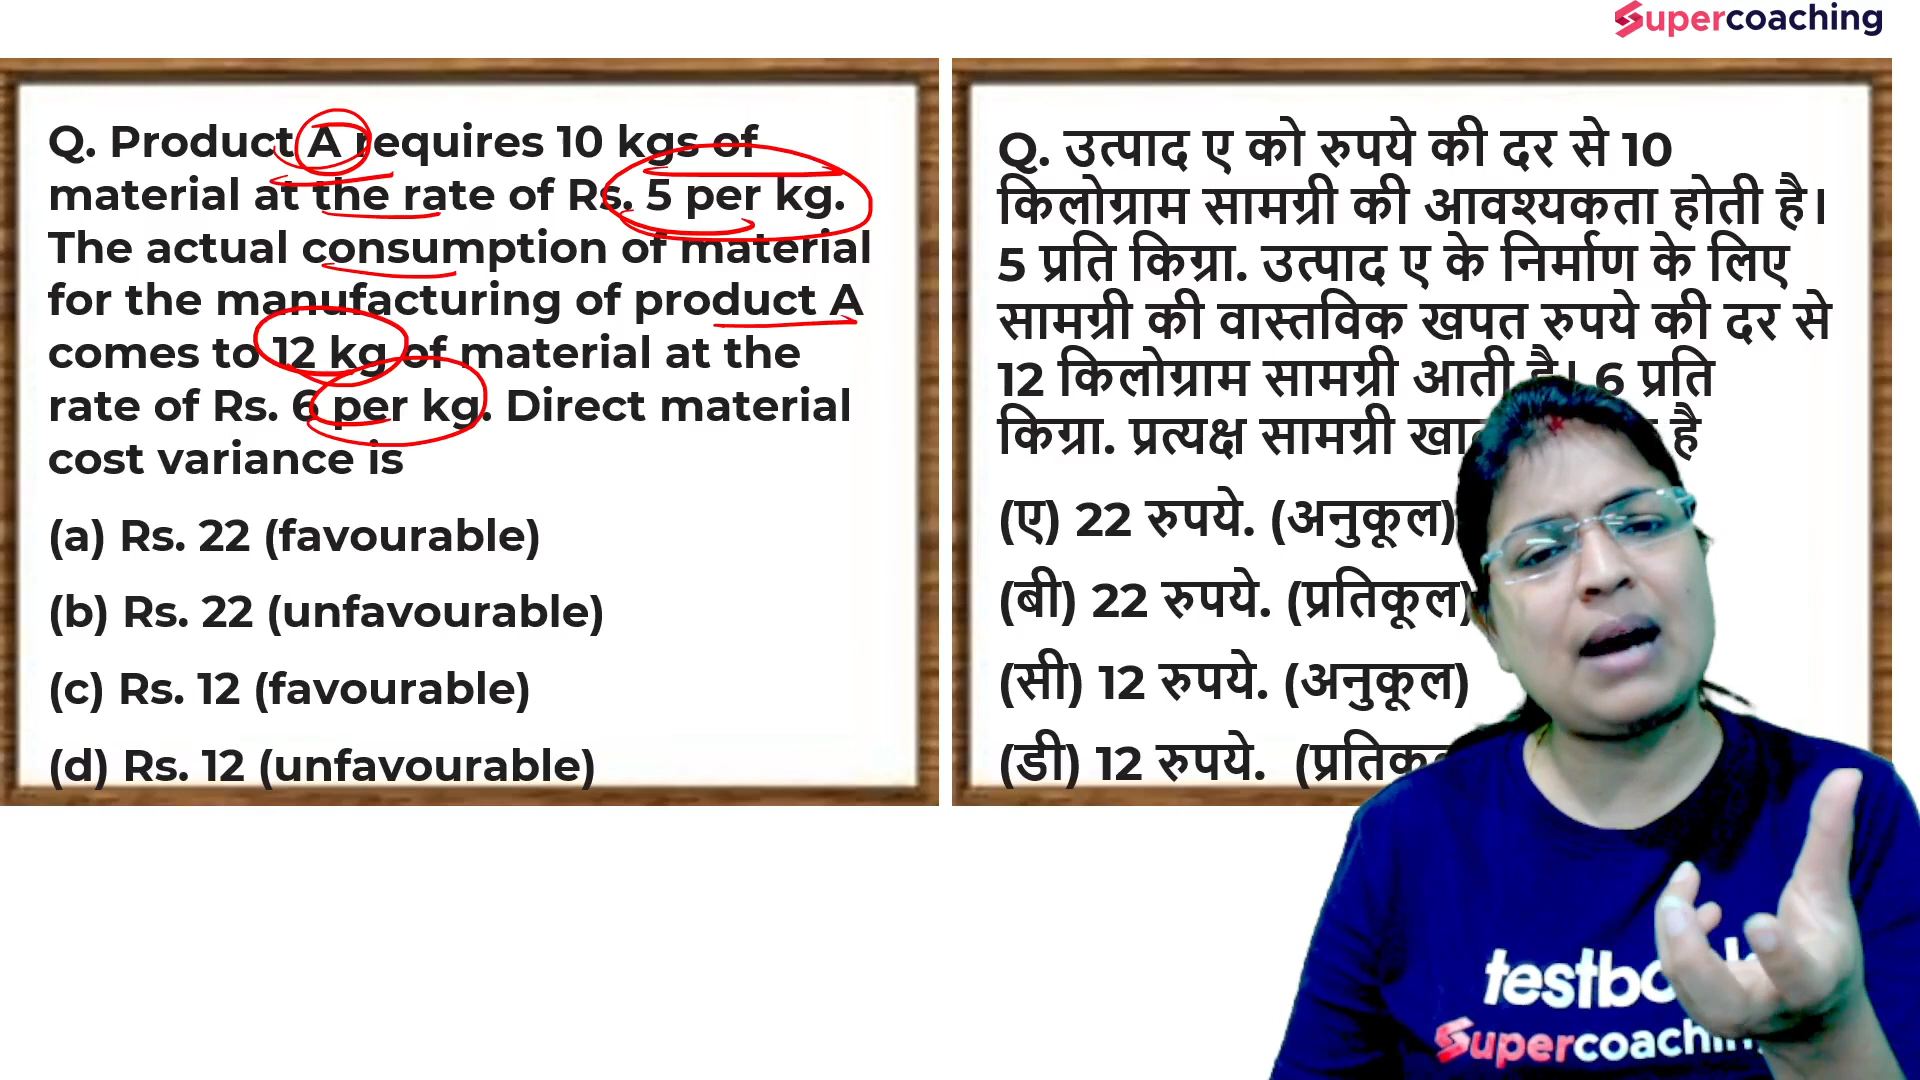 Supercoaching
Q. Product A requires 10 kgs of
material at the rate of Rs. 5 per kg.
The actual consumption of material
for the manufacturing of product A
comes to 12 kg of material at the
rate of Rs. 6 per kg. Direct material
cost variance is
(a) Rs. 22 (favourable)
(b) Rs. 22 (unfavourable)
(c) Rs. 12 (favourable)
(d) Rs. 12 (unfavourable)
Q. उत्पाद ए को रुपये की दर से 10
किलोग्राम सामग्री की आवश्यकता होती है।
5 प्रति किग्रा. उत्पाद ए के निर्माण के लिए
सामग्री की वास्तविक खपत रुपये की दर से
12 किलोग्राम सामग्री आती है। 6 प्रति
किग्रा. प्रत्यक्ष सामग्री है
(ए) 22 रुपये. (अनुकूल)
(बी) 22 रुपये. (प्रतिकूल)
(सी) 12 रुपये. (अनुकूल)
(डी) 12 रुपये.
Supercoaching